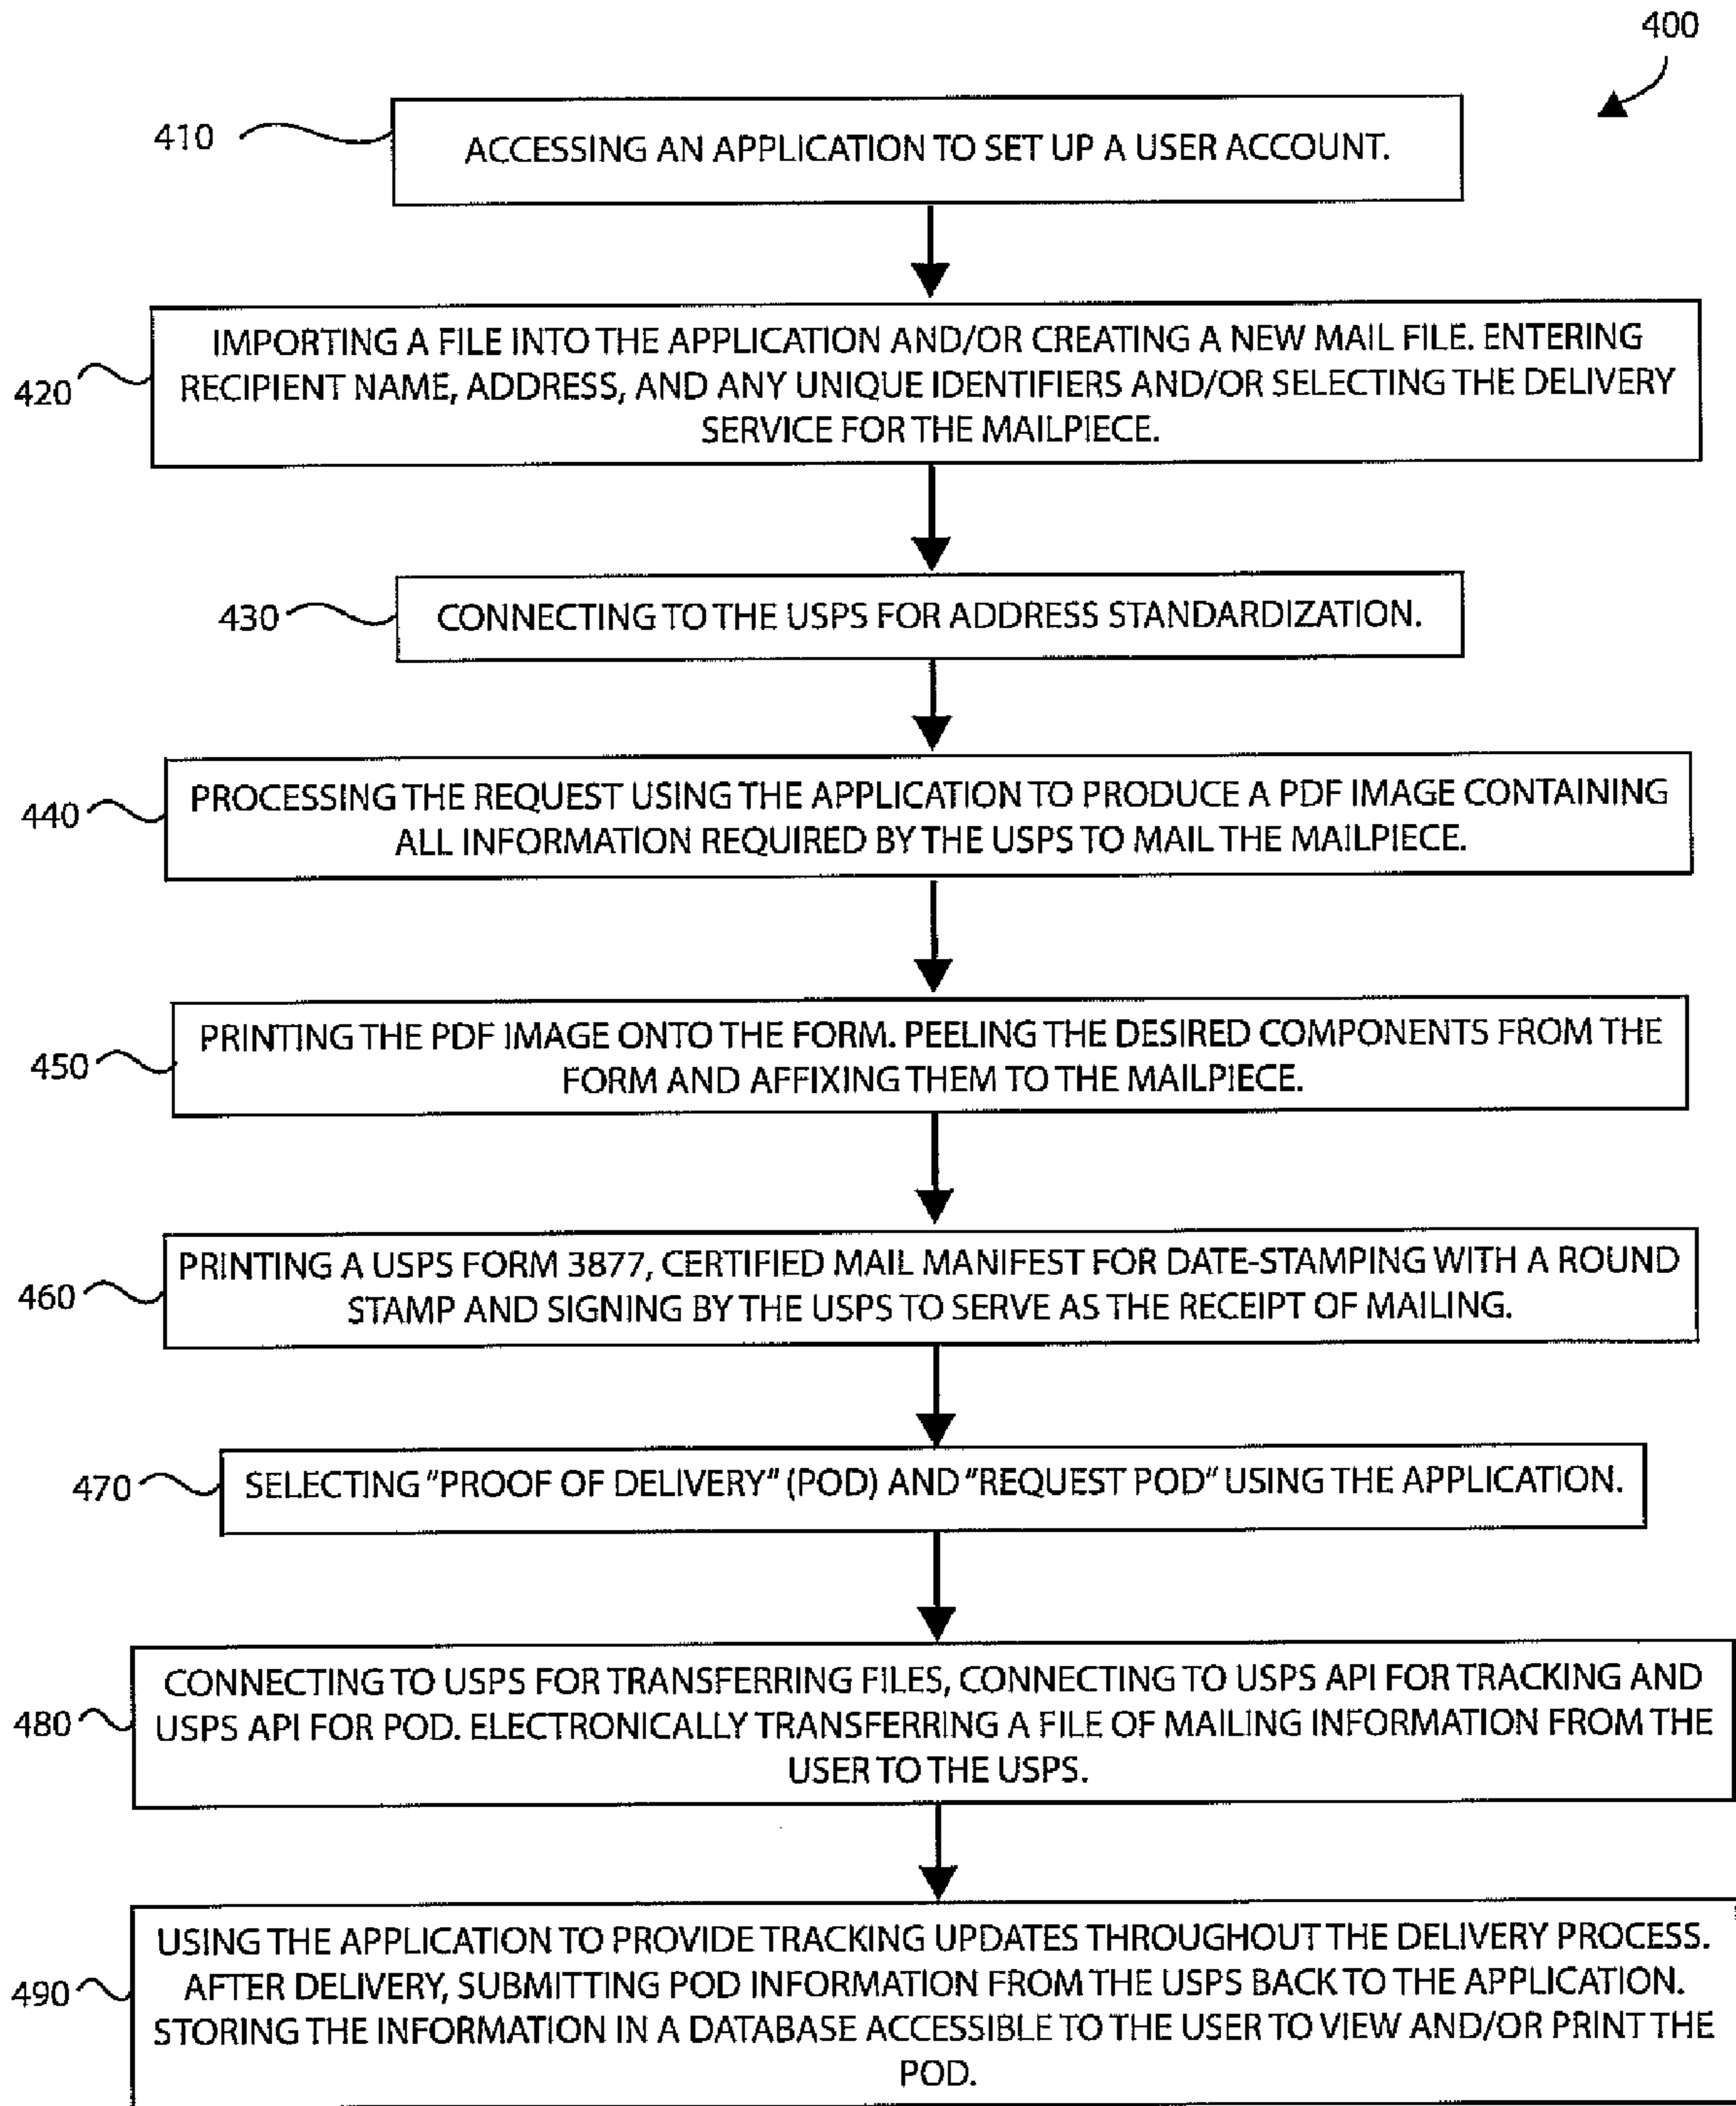 400
410
ACCESSING AN APPLICATION TO SET UP A USER ACCOUNT.
420
IMPORTING A FILE INTO THE APPLICATION AND/OR CREATING A NEW MAIL FILE. ENTERING
RECIPIENT NAME, ADDRESS, AND ANY UNIQUE IDENTIFIERS AND/OR SELECTING THE DELIVERY
SERVICE FOR THE MAILPIECE.
430
CONNECTING TO THE USPS FOR ADDRESS STANDARDIZATION.
440
PROCESSING THE REQUEST USING THE APPLICATION TO PRODUCE A PDF IMAGE CONTAINING
ALL INFORMATION REQUIRED BY THE USPS TO MAIL THE MAILPIECE.
450
PRINTING THE PDF IMAGE ONTO THE FORM. PEELING THE DESIRED COMPONENTS FROM THE
FORM AND AFFIXING THEM TO THE MAILPIECE.
460
PRINTING A USPS FORM 3877, CERTIFIED MAIL MANIFEST FOR DATE-STAMPING WITH A ROUND
STAMP AND SIGNING BY THE USPS TO SERVE AS THE RECEIPT OF MAILING.
470
SELECTING "PROOF OF DELIVERY" (POD) AND "REQUEST POD" USING THE APPLICATION.
480
CONNECTING TO USPS FOR TRANSFERRING FILES, CONNECTING TO USPS API FOR TRACKING AND
USPS API FOR POD. ELECTRONICALLY TRANSFERRING A FILE OF MAILING INFORMATION FROM THE
USER TO THE USPS.
490
USING THE APPLICATION TO PROVIDE TRACKING UPDATES THROUGHOUT THE DELIVERY PROCESS.
AFTER DELIVERY, SUBMITTING POD INFORMATION FROM THE USPS BACK TO THE APPLICATION.
STORING THE INFORMATION IN A DATABASE ACCESSIBLE TO THE USER TO VIEW AND/OR PRINT THE
POD.